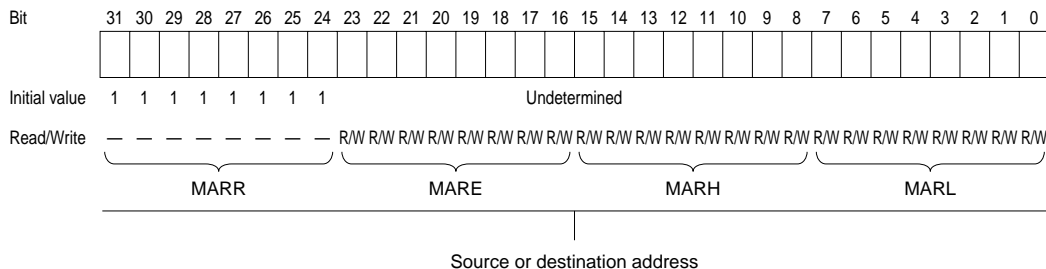 Bit 31 30 29 28 27 26 25 24 23 22 21 20 19 18 17 16 15 14 13 12 11 10 9 8 7 6 5 4 3 2 1 0
Initial value 1 1 1 1 1 1 1 1 Undetermined
Read/Write — — — — — — — — R/W R/W R/W R/W R/W R/W R/W R/W R/W R/W R/W R/W R/W R/W R/W R/W R/W R/W R/W R/W R/W R/W R/W R/W
MARR MARE MARH MARL
Source or destination address